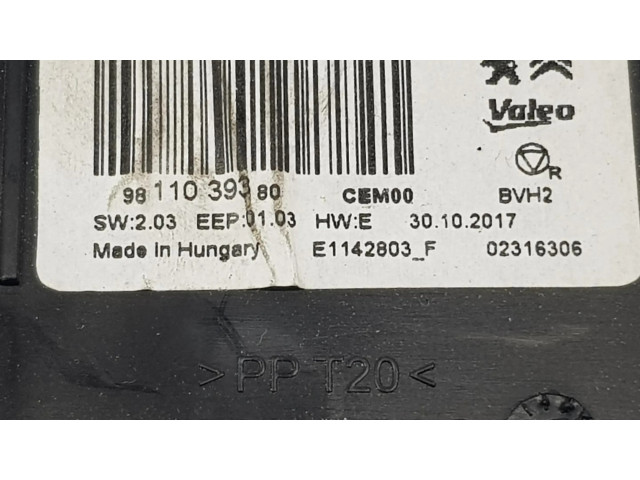 Valeo
R
98 110 393 80 CEM00 BVH2
SW:2.03 EEP:01.03 HW:E 30.10.2017
Made in Hungary E1142803_F 02316306
>PP T20<